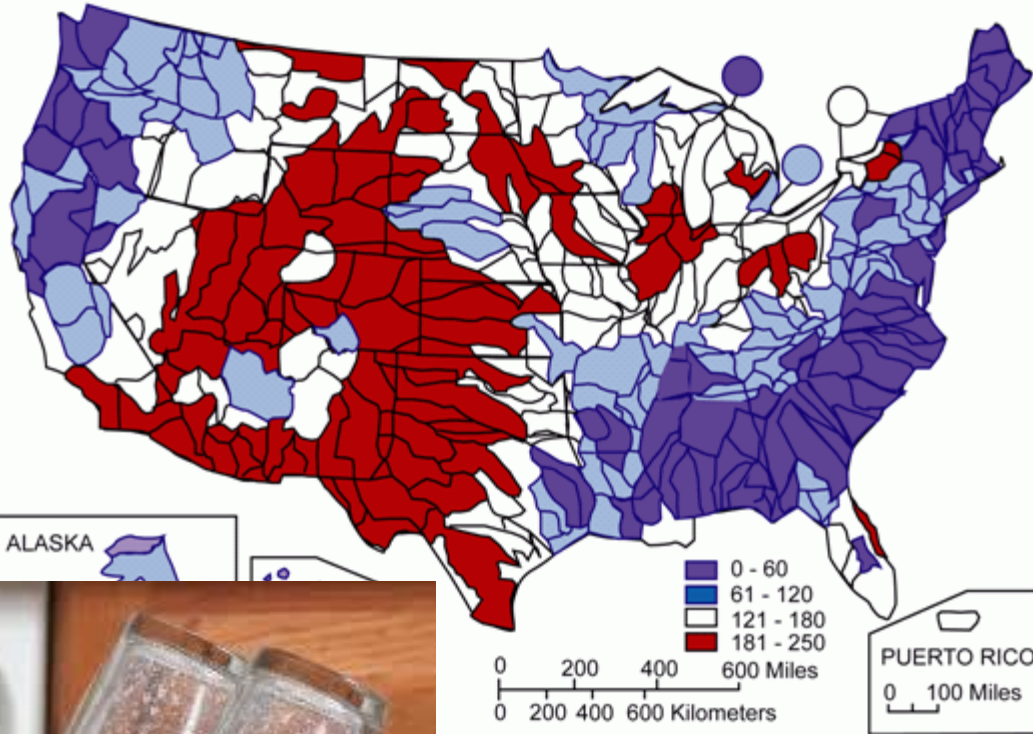 ALASKA
0 - 60
61 - 120
121 - 180
181 - 250
0 200 400 600 Miles
0 200 400 600 Kilometers
PUERTO RICO
0 100 Miles